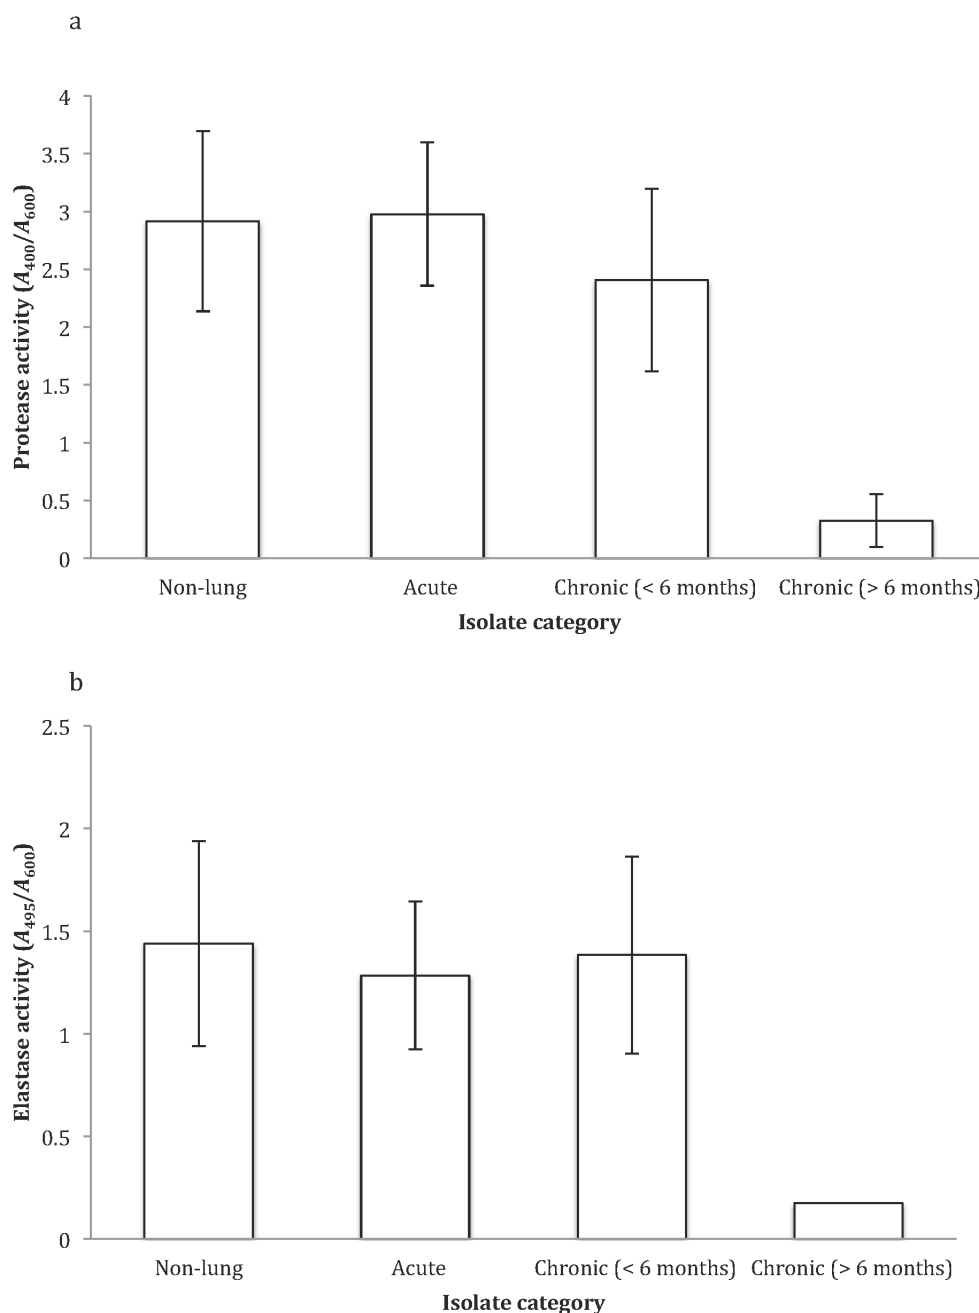 a
Protease activity (A400/A600)
4
3.5
3
2.5
2
1.5
1
0.5
0
Non-lung Acute Chronic (< 6 months) Chronic (> 6 months)
Isolate category
b
Elastase activity (A495/A600)
2.5
2
1.5
1
0.5
0
Non-lung Acute Chronic (< 6 months) Chronic (> 6 months)
Isolate category